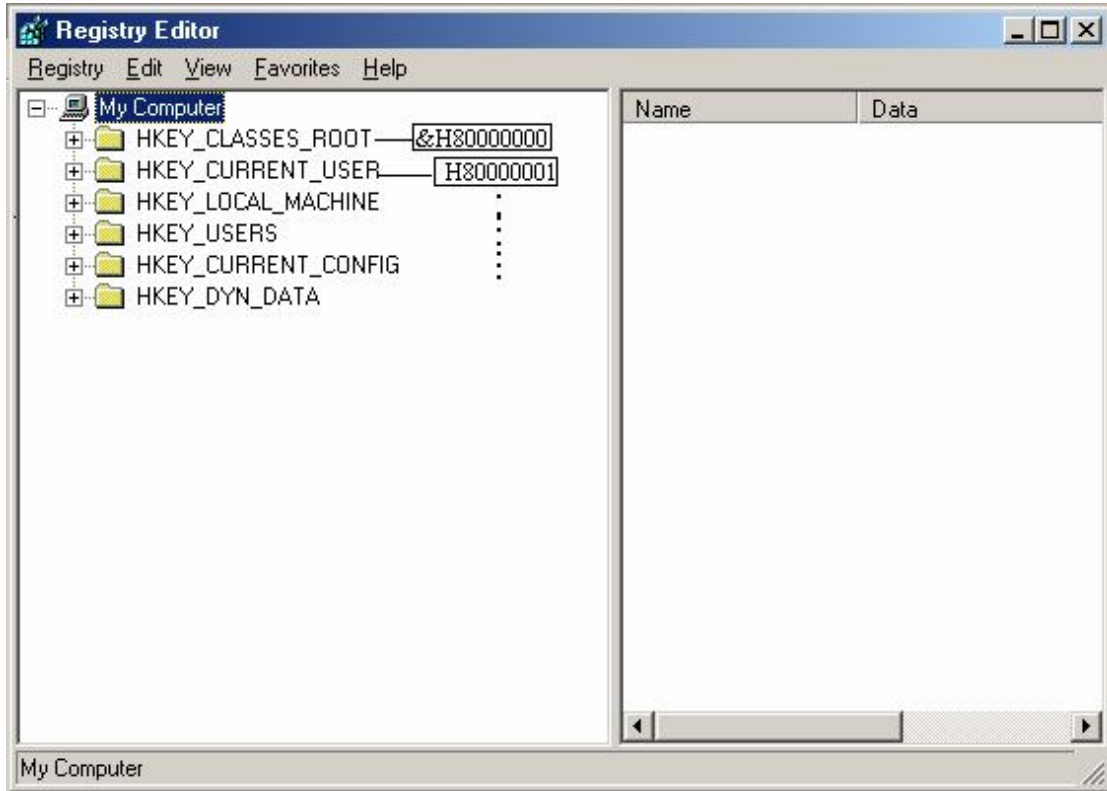 Registry Editor
Registry Edit View Favorites Help
My Computer
Name Data
HKEY_CLASSES_ROOT &H80000000
HKEY_CURRENT_USER H80000001
HKEY_LOCAL_MACHINE
HKEY_USERS
HKEY_CURRENT_CONFIG
HKEY_DYN_DATA
My Computer